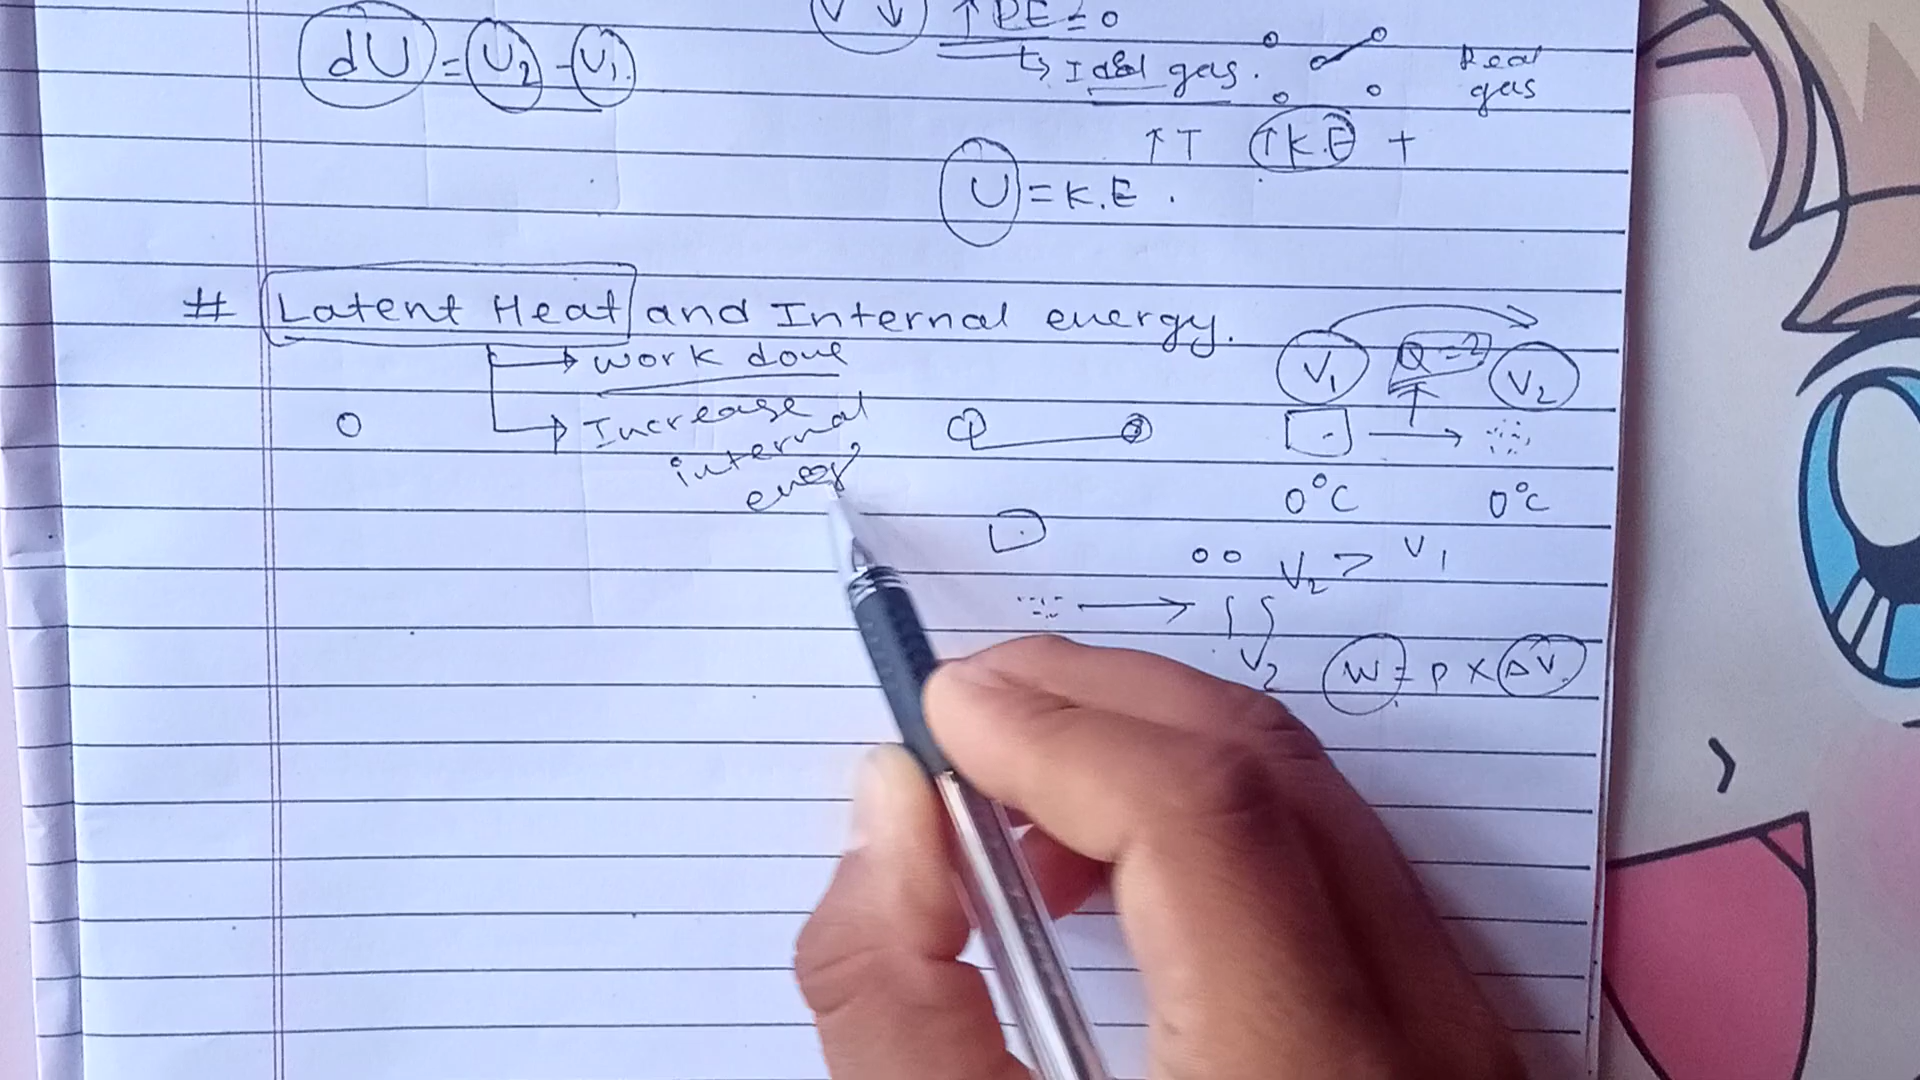 ↑ P.E = 0
dU = U₂ - U₁
↳ Ideal gas.
Real gas
↑T ↑K.E +
U = K.E.
# Latent Heat and Internal energy.
→ work done
V₁ Q = V₂
→ Increase internal energy
0°C 0°C
V₂ > V₁
V₂
W = P × ΔV